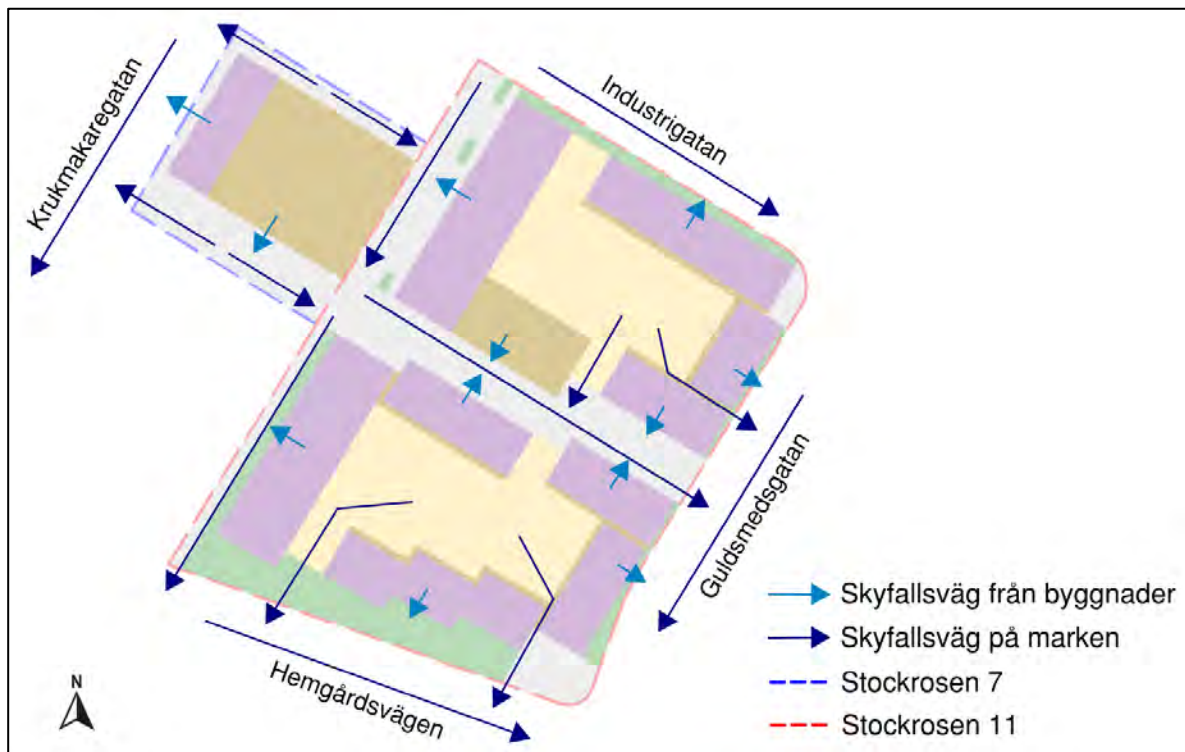 Krukmakaregatan
Industrigatan
Guldsmedsgatan
Hemgårdsvägen
N
Skyfallsväg från byggnader
Skyfallsväg på marken
Stockrosen 7
Stockrosen 11